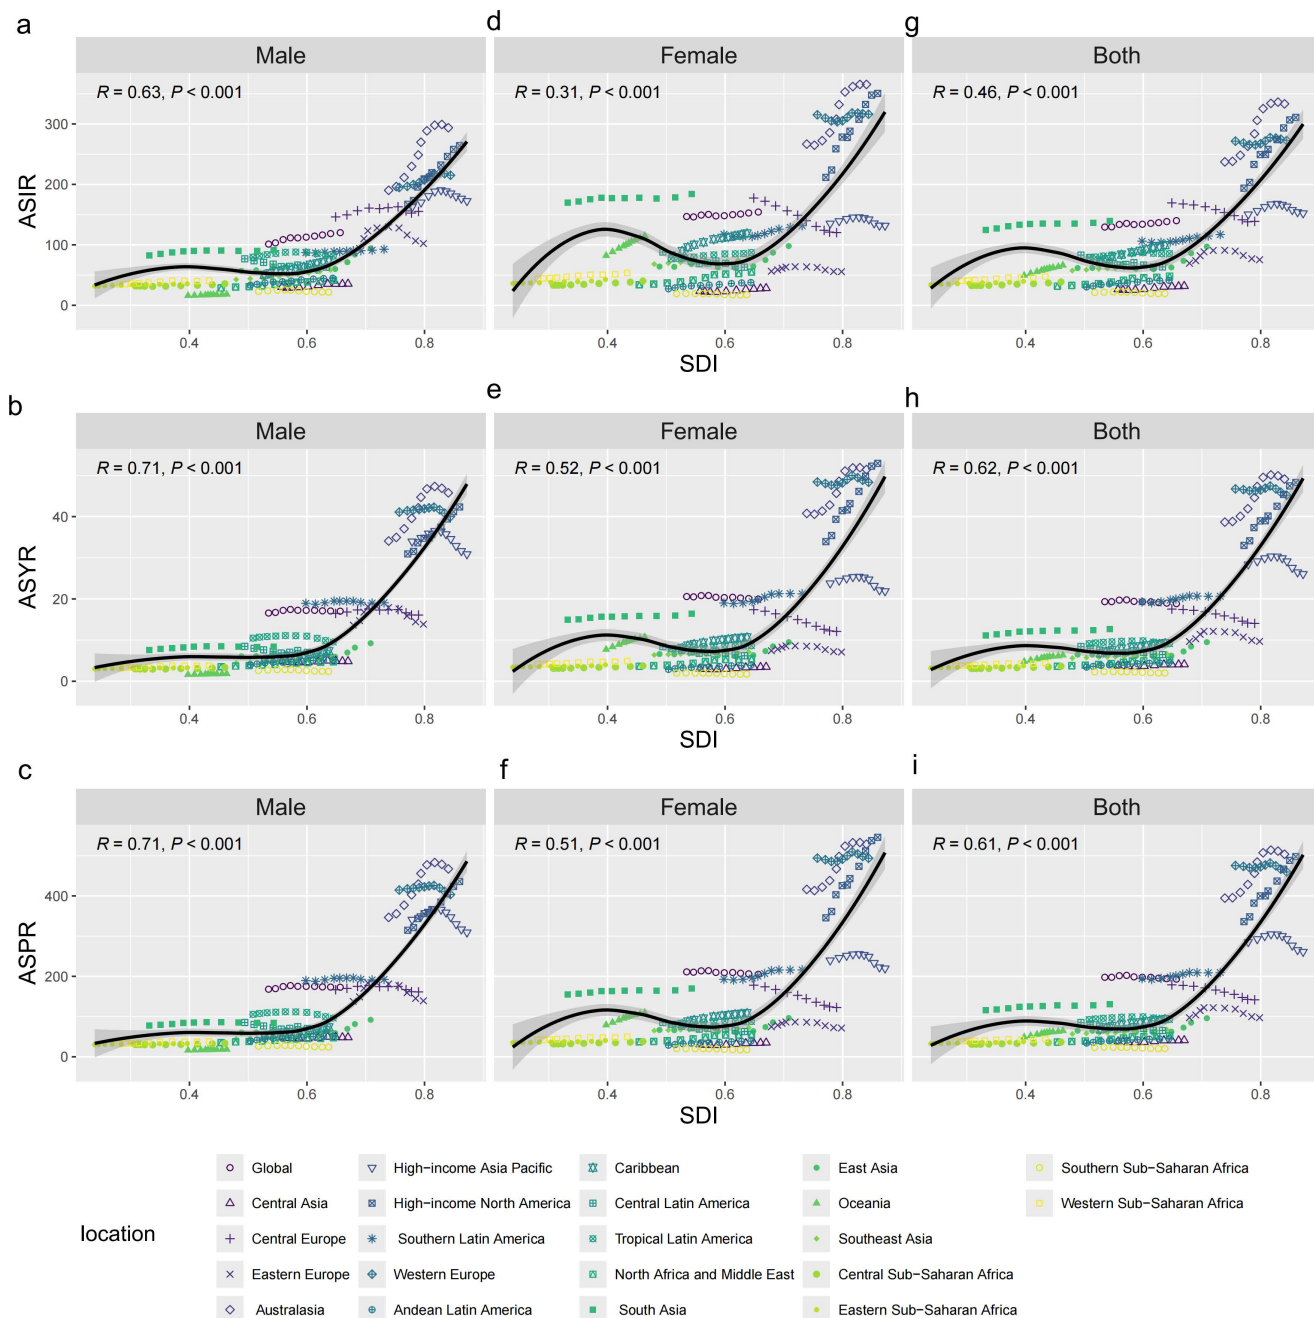 a
d
g
Male
Female
Both
R = 0.63, P < 0.001
R = 0.31, P < 0.001
R = 0.46, P < 0.001
300
200
100
0
ASIR
0.4 0.6 0.8
0.4 0.6 0.8
0.4 0.6 0.8
SDI
b
e
h
Male
Female
Both
R = 0.71, P < 0.001
R = 0.52, P < 0.001
R = 0.62, P < 0.001
40
20
0
ASYR
0.4 0.6 0.8
0.4 0.6 0.8
0.4 0.6 0.8
SDI
c
f
i
Male
Female
Both
R = 0.71, P < 0.001
R = 0.51, P < 0.001
R = 0.61, P < 0.001
400
200
0
ASPR
0.4 0.6 0.8
0.4 0.6 0.8
0.4 0.6 0.8
SDI
location
Global
Central Asia
Central Europe
Eastern Europe
Australasia
High-income Asia Pacific
High-income North America
Southern Latin America
Western Europe
Andean Latin America
Caribbean
Central Latin America
Tropical Latin America
North Africa and Middle East
South Asia
East Asia
Oceania
Southeast Asia
Central Sub-Saharan Africa
Eastern Sub-Saharan Africa
Southern Sub-Saharan Africa
Western Sub-Saharan Africa